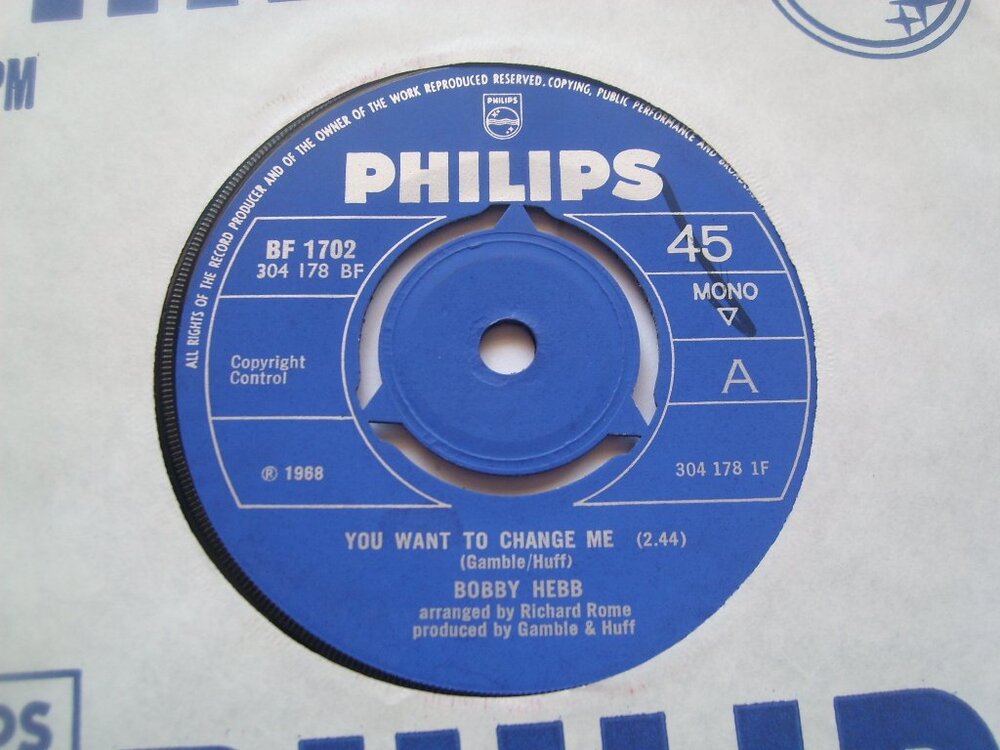 PM
ALL RIGHTS OF THE RECORD PRODUCER AND OF THE OWNER OF THE WORK REPRODUCED RESERVED. COPYING, PUBLIC PERFORMANCE AND
PHILIPS
PHILIPS
BF 1702
304 178 BF
45
MONO
Copyright
Control
A
℗ 1968
304 178 1F
YOU WANT TO CHANGE ME (2.44)
(Gamble/Huff)
BOBBY HEBB
arranged by Richard Rome
produced by Gamble & Huff
PS